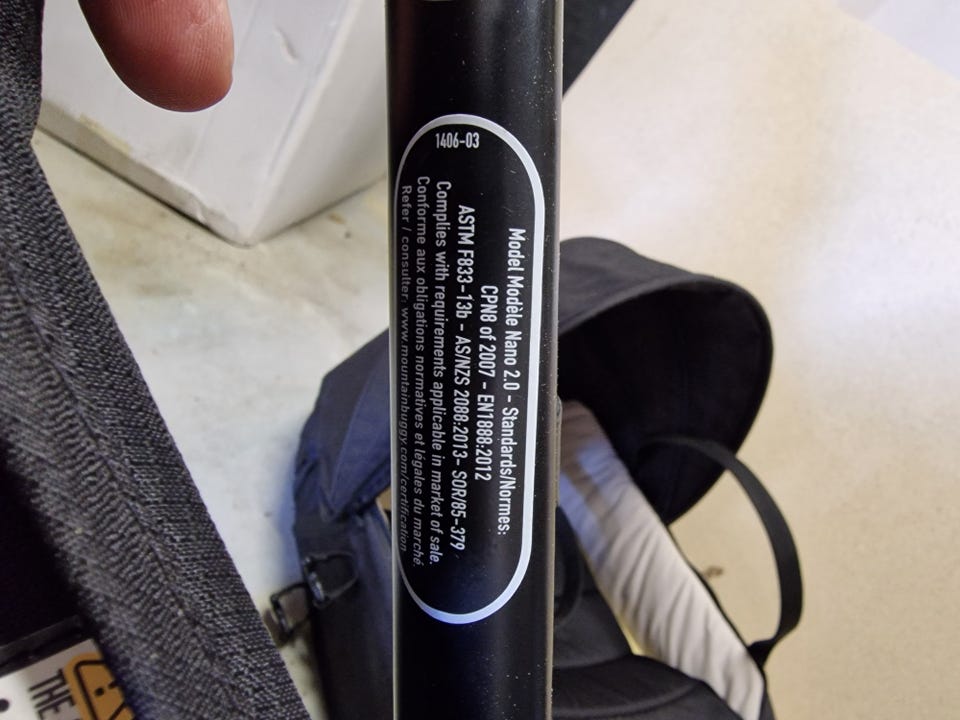 1406-03
Model Modèle Nano 2.0 - Standards/Normes:
CPN8 of 2007 - EN1888:2012
ASTM F833-13b - AS/NZS 2088:2013- SOR/85-379
Complies with requirements applicable in market of sale.
Conforme aux obligations normatives et légales du marché.
Refer / consulter: www.mountainbuggy.com/certification
THE